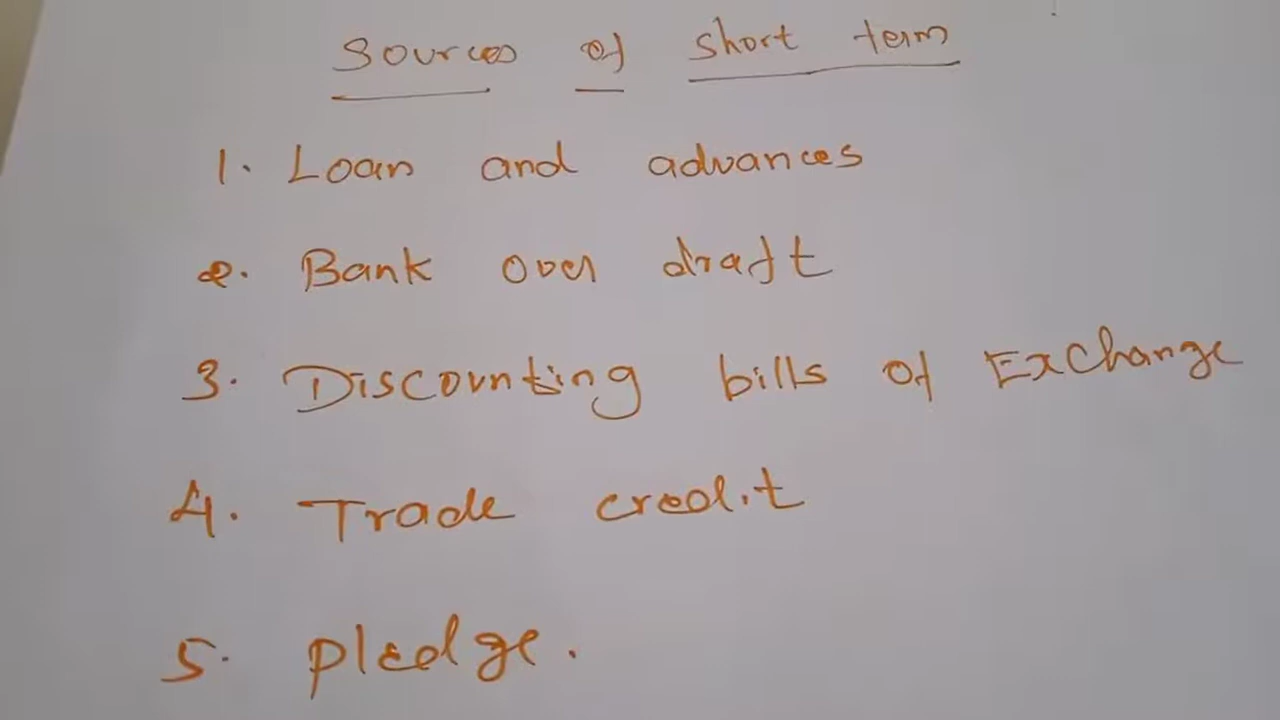 Sources of short term
1. Loan and advances
2. Bank over draft
3. Discounting bills of Exchange
4. Trade credit
5. Pledge.